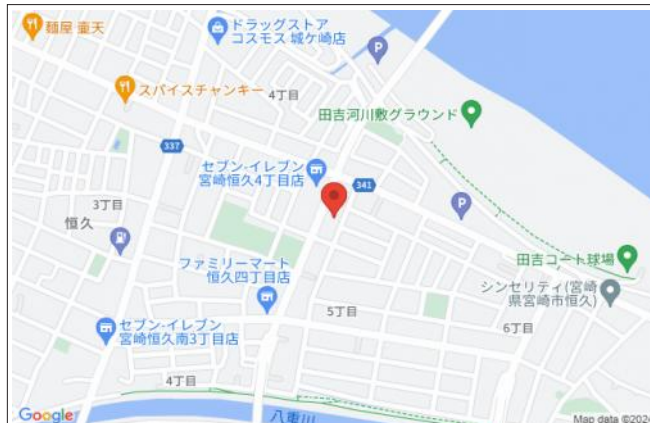 麺屋 壷天
ドラッグストア
コスモス 城ケ崎店
P
スパイスチャンキー
4丁目
田吉河川敷グラウンド
337
セブン-イレブン
宮崎恒久4丁目店
341
3丁目
恒久
P
田吉コート球場
ファミリーマート
恒久四丁目店
シンセリティ(宮崎
県宮崎市恒久)
セブン-イレブン
宮崎恒久南3丁目店
5丁目
6丁目
4丁目
Google
八重川
Map data ©2024